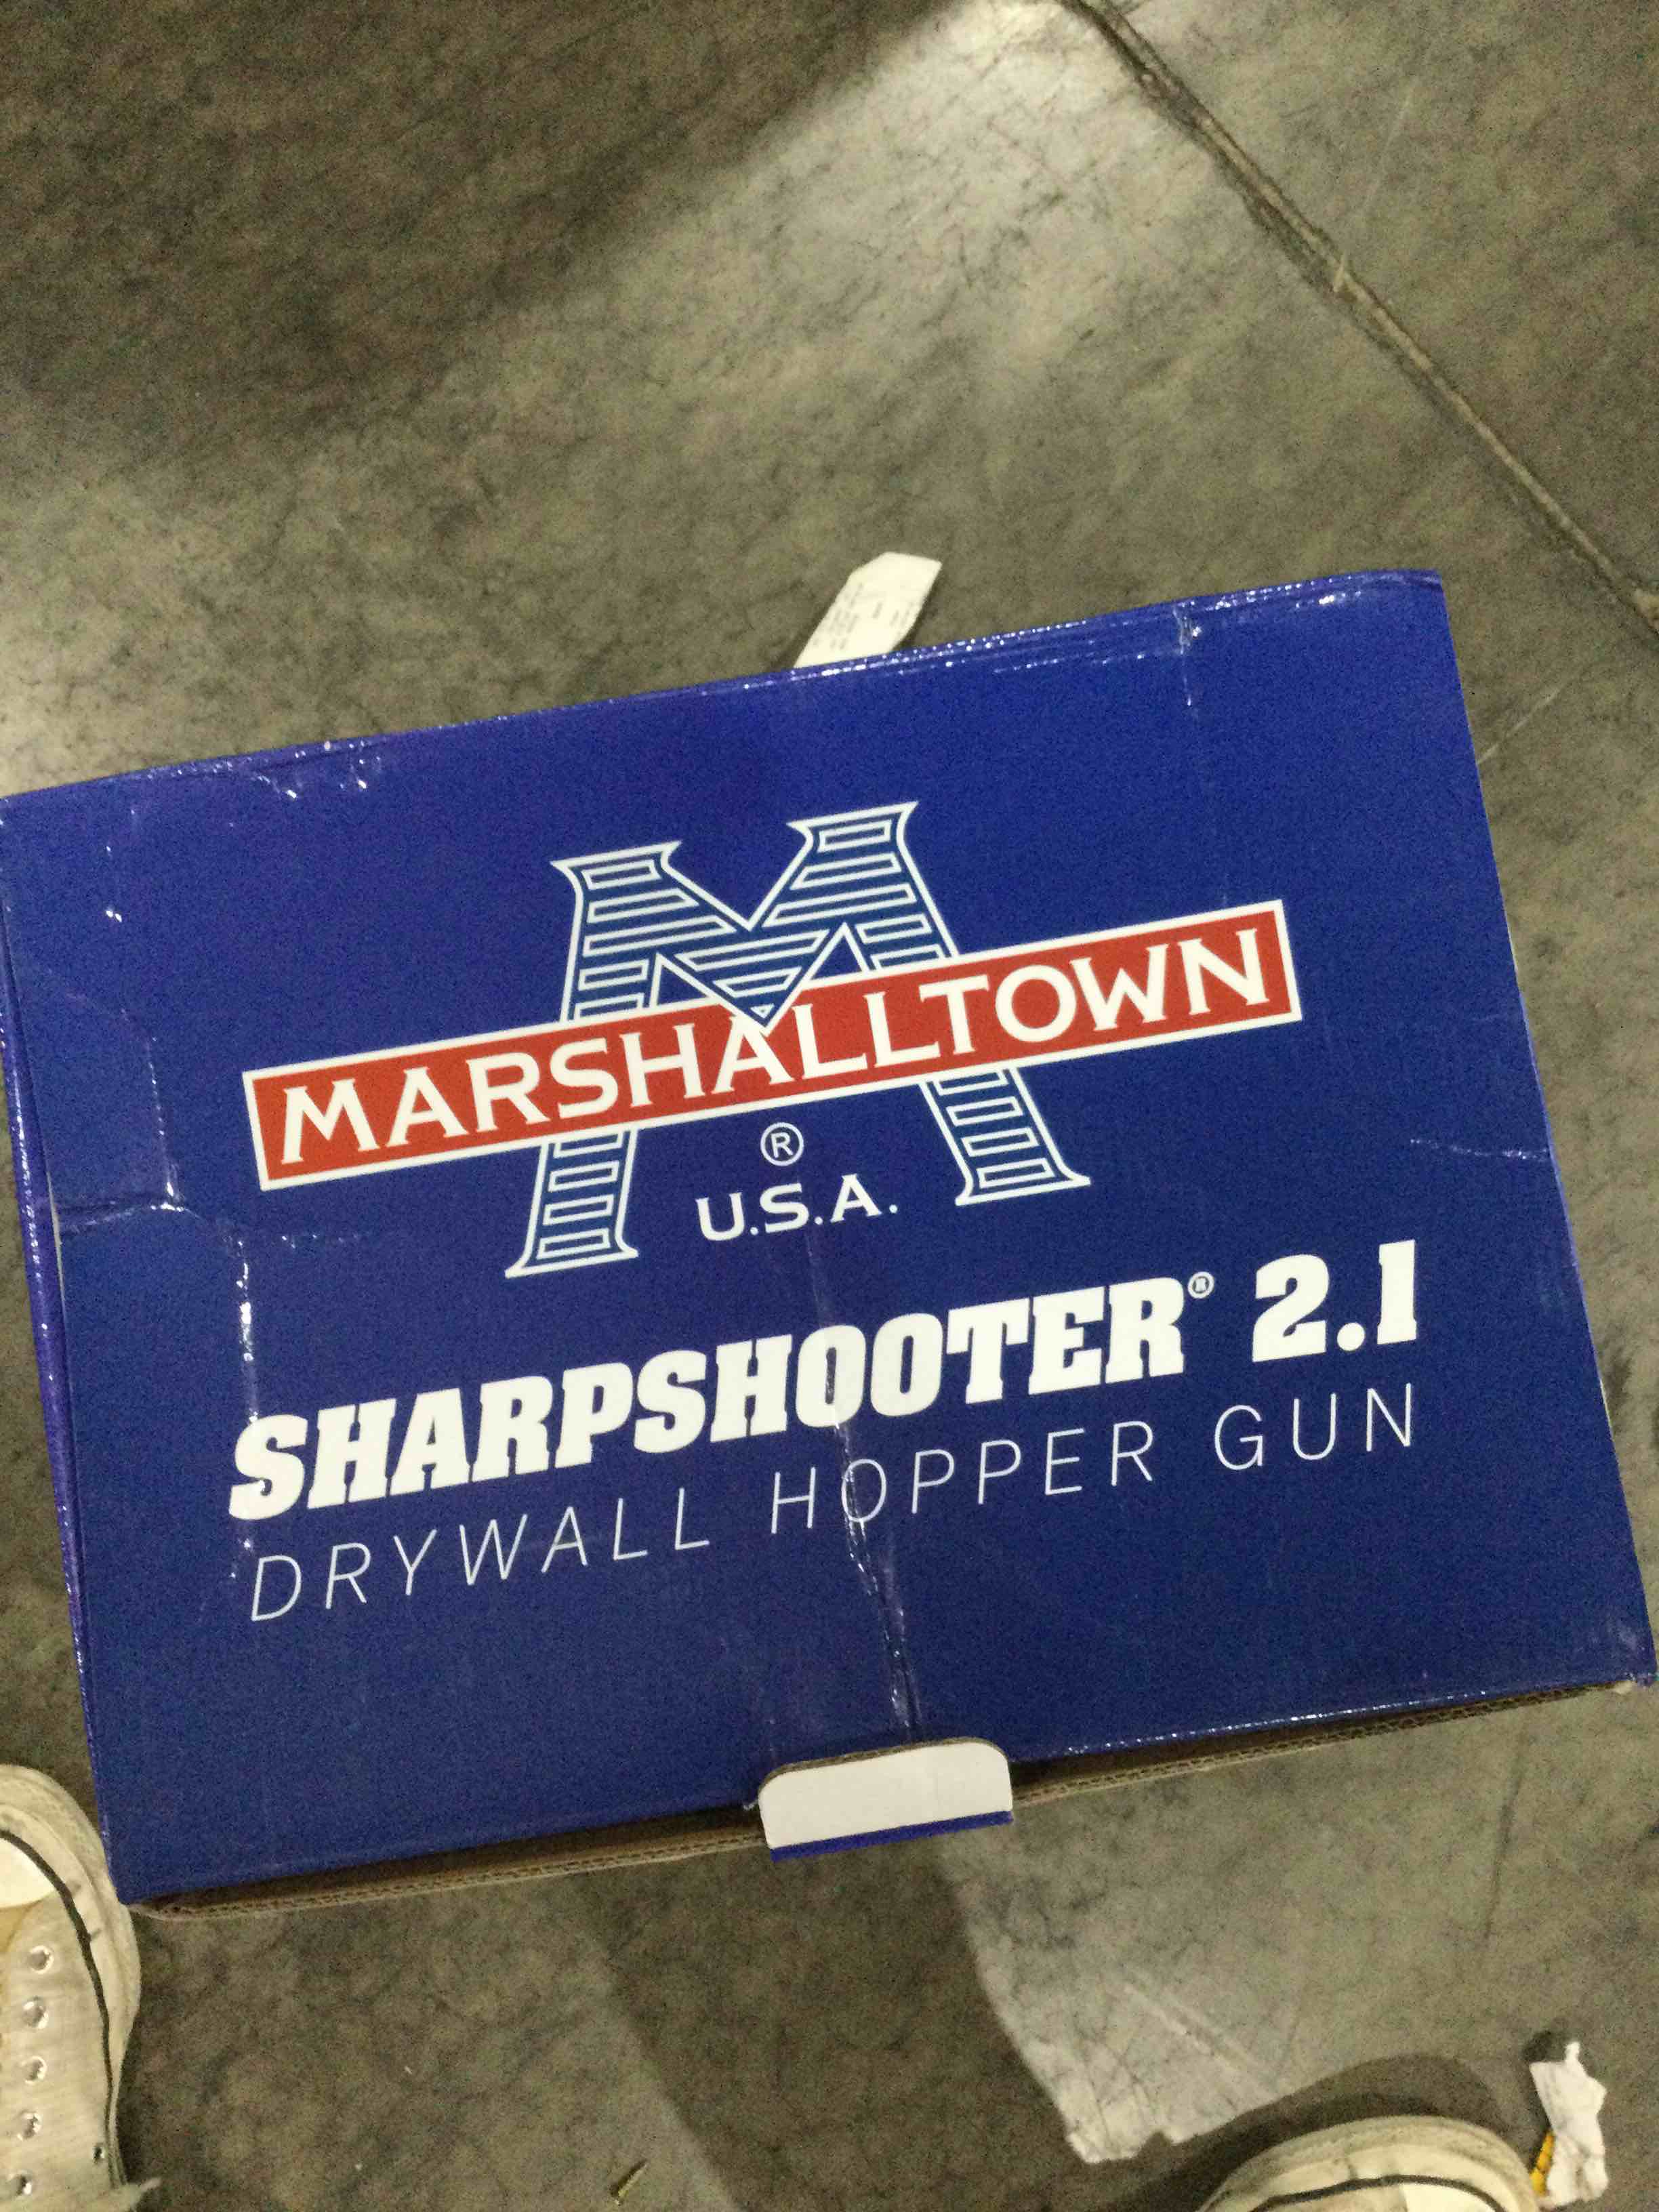 MARSHALLTOWN
®
U.S.A.
SHARPSHOOTER® 2.1
DRYWALL HOPPER GUN